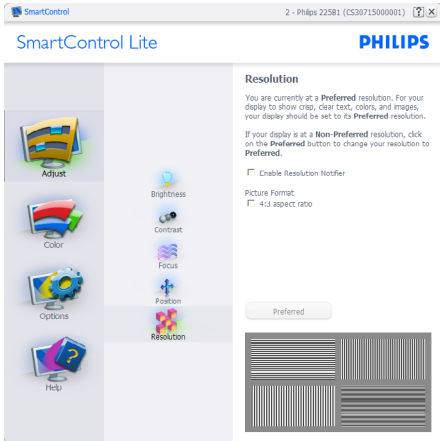 SmartControl
2 - Philips 225B1 (CS30715000001)
? X
SmartControl Lite
PHILIPS
Adjust
Color
Options
Help
Brightness
Contrast
Focus
Position
Resolution
Resolution
You are currently at a Preferred resolution. For your
display to show crisp, clear text, colors, and images,
your display should be set to its Preferred resolution.
If your display is at a Non-Preferred resolution, click
on the Preferred button to change your resolution to
Preferred.
Enable Resolution Notifier
Picture Format
4:3 aspect ratio
Preferred